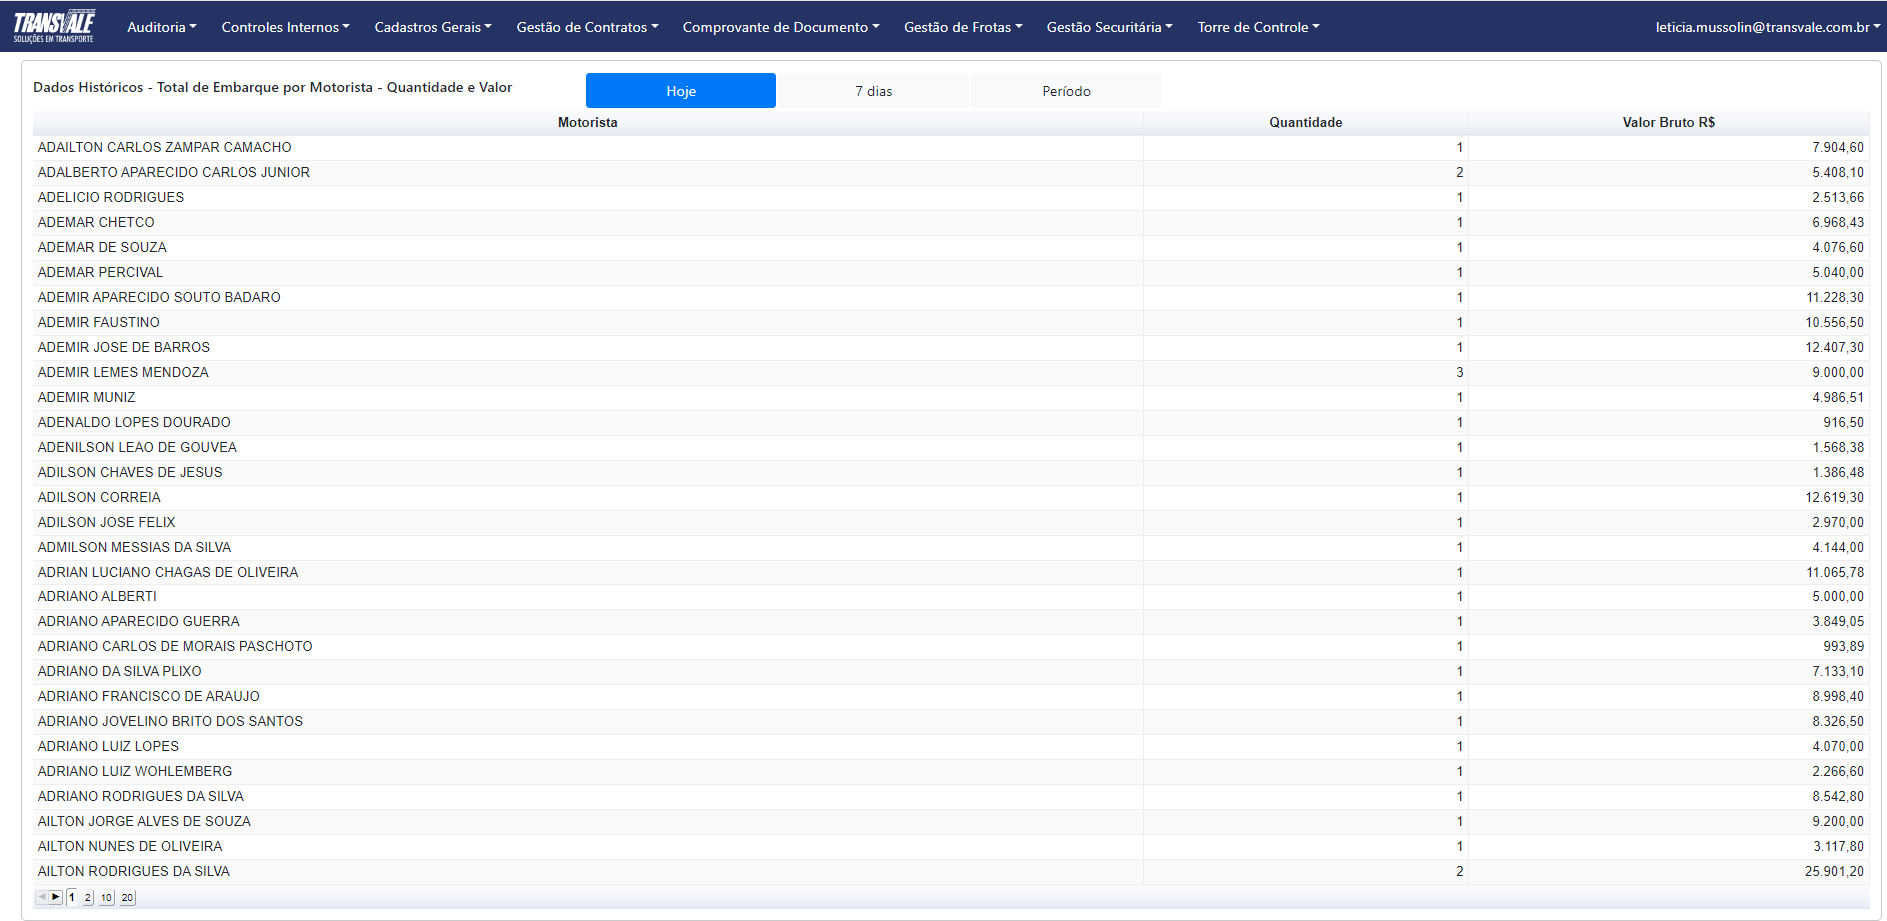 TRANSVALE
SOLUÇÕES EM TRANSPORTE
Auditoria Controles Internos Cadastros Gerais Gestão de Contratos Comprovante de Documento Gestão de Frotas Gestão Securitária Torre de Controle leticia.mussolin@transvale.com.br
Dados Históricos - Total de Embarque por Motorista - Quantidade e Valor Hoje 7 dias Período
Motorista Quantidade Valor Bruto R$
ADAILTON CARLOS ZAMPAR CAMACHO 1 7.904,60
ADALBERTO APARECIDO CARLOS JUNIOR 2 5.408,10
ADELICIO RODRIGUES 1 2.513,66
ADEMAR CHETCO 1 6.968,43
ADEMAR DE SOUZA 1 4.076,60
ADEMAR PERCIVAL 1 5.040,00
ADEMIR APARECIDO SOUTO BADARO 1 11.228,30
ADEMIR FAUSTINO 1 10.556,50
ADEMIR JOSE DE BARROS 1 12.407,30
ADEMIR LEMES MENDOZA 3 9.000,00
ADEMIR MUNIZ 1 4.986,51
ADENALDO LOPES DOURADO 1 916,50
ADENILSON LEAO DE GOUVEA 1 1.568,38
ADILSON CHAVES DE JESUS 1 1.386,48
ADILSON CORREIA 1 12.619,30
ADILSON JOSE FELIX 1 2.970,00
ADMILSON MESSIAS DA SILVA 1 4.144,00
ADRIAN LUCIANO CHAGAS DE OLIVEIRA 1 11.065,78
ADRIANO ALBERTI 1 5.000,00
ADRIANO APARECIDO GUERRA 1 3.849,05
ADRIANO CARLOS DE MORAIS PASCHOTO 1 993,89
ADRIANO DA SILVA PLIXO 1 7.133,10
ADRIANO FRANCISCO DE ARAUJO 1 8.998,40
ADRIANO JOVELINO BRITO DOS SANTOS 1 8.326,50
ADRIANO LUIZ LOPES 1 4.070,00
ADRIANO LUIZ WOHLEMBERG 1 2.266,60
ADRIANO RODRIGUES DA SILVA 1 8.542,80
AILTON JORGE ALVES DE SOUZA 1 9.200,00
AILTON NUNES DE OLIVEIRA 1 3.117,80
AILTON RODRIGUES DA SILVA 2 25.901,20
1 2 10 20